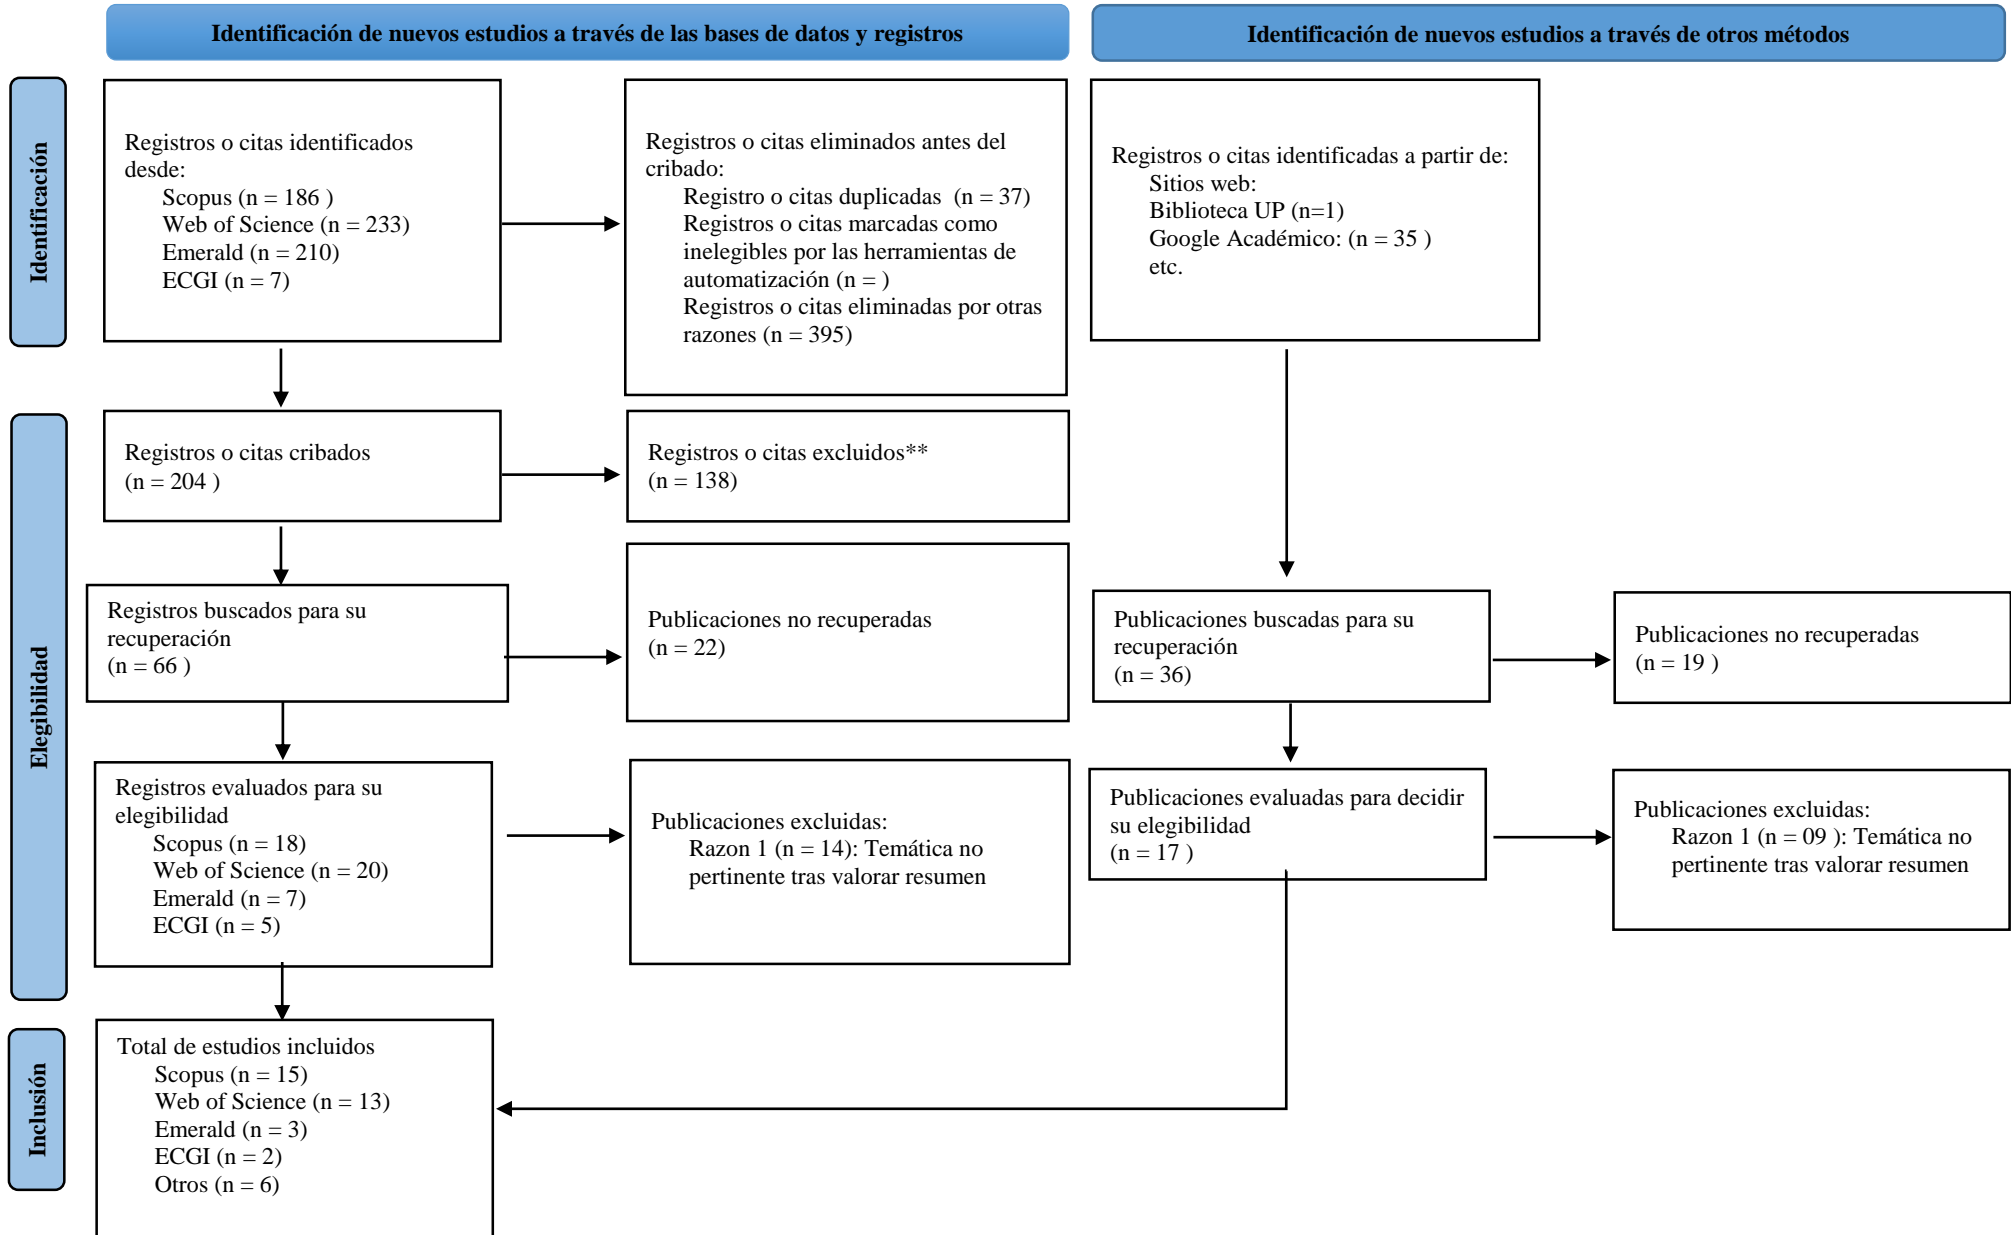 Identificación de nuevos estudios a través de las bases de datos y registros
Identificación de nuevos estudios a través de otros métodos
Identificación
Registros o citas identificados
desde:
Scopus (n = 186 )
Web of Science (n = 233)
Emerald (n = 210)
ECGI (n = 7)
Registros o citas eliminados antes del
cribado:
Registro o citas duplicadas  (n = 37)
Registros o citas marcadas como
inelegibles por las herramientas de
automatización (n = )
Registros o citas eliminadas por otras
razones (n = 395)
Registros o citas identificadas a partir de:
Sitios web:
Biblioteca UP (n=1)
Google Académico: (n = 35 )
etc.
Elegibilidad
Registros o citas cribados
(n = 204 )
Registros o citas excluidos**
(n = 138)
Registros buscados para su
recuperación
(n = 66 )
Publicaciones no recuperadas
(n = 22)
Publicaciones buscadas para su
recuperación
(n = 36)
Publicaciones no recuperadas
(n = 19 )
Registros evaluados para su
elegibilidad
Scopus (n = 18)
Web of Science (n = 20)
Emerald (n = 7)
ECGI (n = 5)
Publicaciones excluidas:
Razon 1 (n = 14): Temática no
pertinente tras valorar resumen
Publicaciones evaluadas para decidir
su elegibilidad
(n = 17 )
Publicaciones excluidas:
Razon 1 (n = 09 ): Temática no
pertinente tras valorar resumen
Inclusión
Total de estudios incluidos
Scopus (n = 15)
Web of Science (n = 13)
Emerald (n = 3)
ECGI (n = 2)
Otros (n = 6)